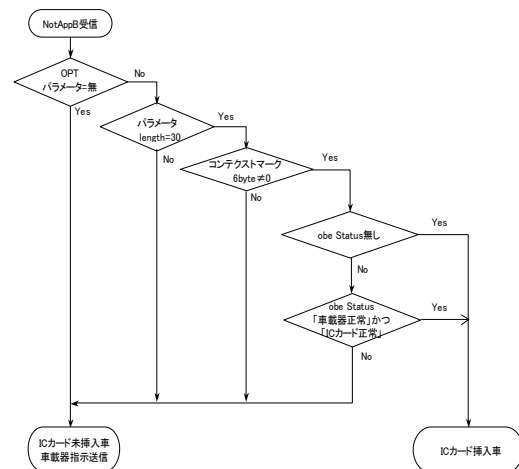 NotAppB受信
OPT
パラメータ=無
No
Yes
パラメータ
length=30
Yes
No
コンテクストマーク
6byte≠0
Yes
No
obe Status無し
Yes
No
obe Status
「車載器正常」かつ
「ICカード正常」
Yes
No
ICカード未挿入車
車載器指示送信
ICカード挿入車